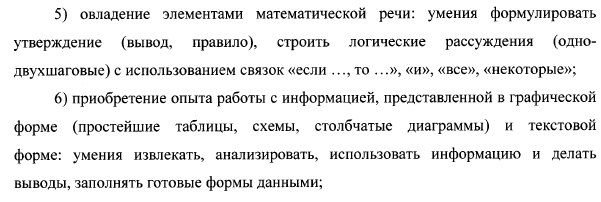 5) овладение элементами математической речи: умения формулировать
утверждение (вывод, правило), строить логические рассуждения (одно-
двухшаговые) с использованием связок «если …, то …», «и», «все», «некоторые»;
6) приобретение опыта работы с информацией, представленной в графической
форме (простейшие таблицы, схемы, столбчатые диаграммы) и текстовой
форме: умения извлекать, анализировать, использовать информацию и делать
выводы, заполнять готовые формы данными;